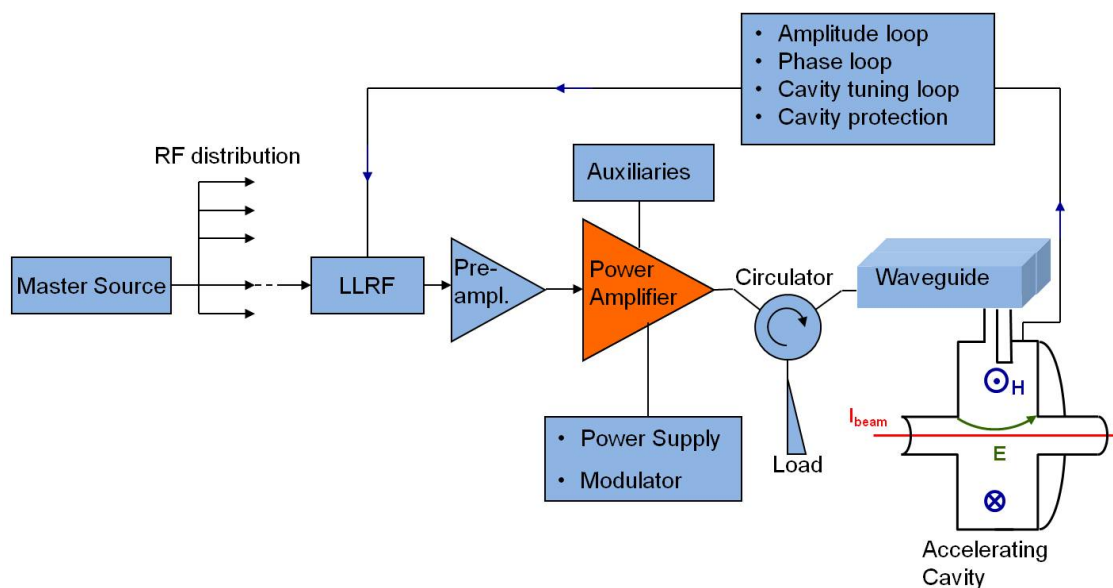 • Amplitude loop
• Phase loop
• Cavity tuning loop
• Cavity protection
RF distribution
Auxiliaries
Master Source
LLRF
Pre-
ampl.
Power
Amplifier
Circulator
Waveguide
H
I beam
E
• Power Supply
• Modulator
Load
Accelerating
Cavity